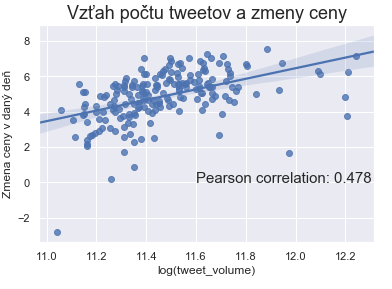 Vzťah počtu tweetov a zmeny ceny
Zmena ceny v daný deň
8
6
4
2
0
−2
Pearson correlation: 0.478
11.0 11.2 11.4 11.6 11.8 12.0 12.2
log(tweet_volume)